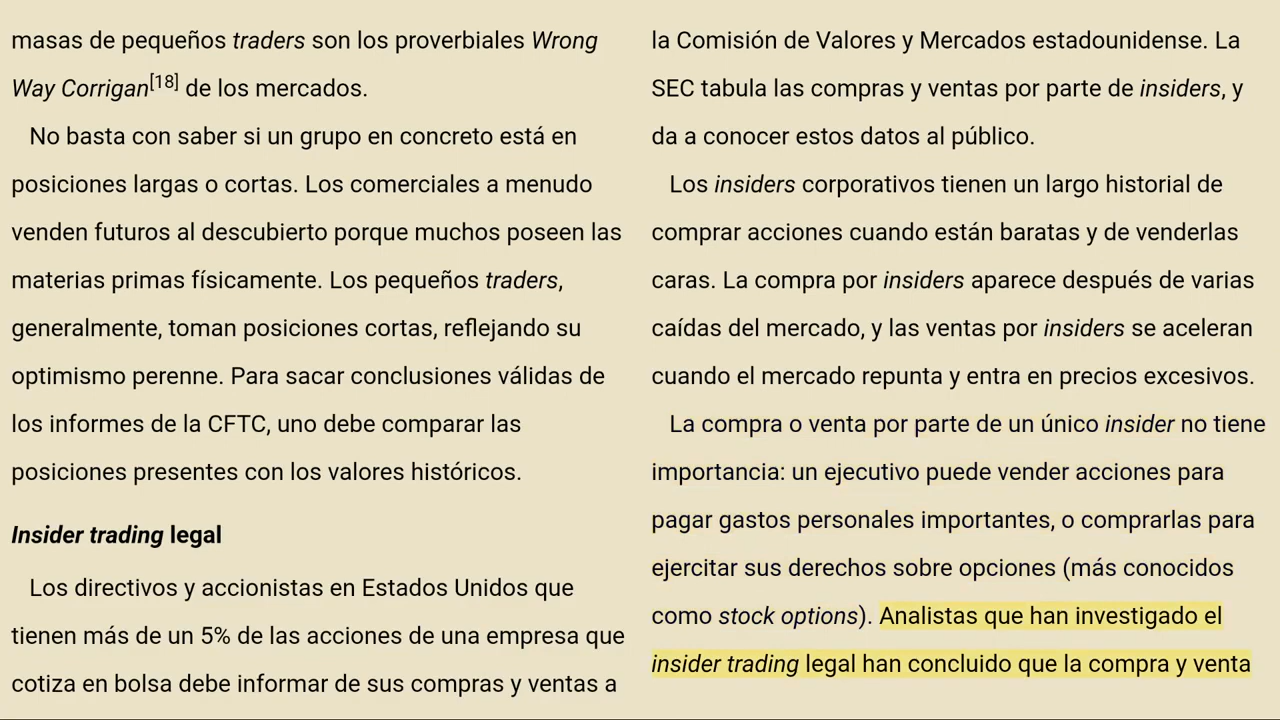 masas de pequeños traders son los proverbiales Wrong
Way Corrigan[18] de los mercados.
No basta con saber si un grupo en concreto está en
posiciones largas o cortas. Los comerciales a menudo
venden futuros al descubierto porque muchos poseen las
materias primas físicamente. Los pequeños traders,
generalmente, toman posiciones cortas, reflejando su
optimismo perenne. Para sacar conclusiones válidas de
los informes de la CFTC, uno debe comparar las
posiciones presentes con los valores históricos.
Insider trading legal
Los directivos y accionistas en Estados Unidos que
tienen más de un 5% de las acciones de una empresa que
cotiza en bolsa debe informar de sus compras y ventas a
la Comisión de Valores y Mercados estadounidense. La
SEC tabula las compras y ventas por parte de insiders, y
da a conocer estos datos al público.
Los insiders corporativos tienen un largo historial de
comprar acciones cuando están baratas y de venderlas
caras. La compra por insiders aparece después de varias
caídas del mercado, y las ventas por insiders se aceleran
cuando el mercado repunta y entra en precios excesivos.
La compra o venta por parte de un único insider no tiene
importancia: un ejecutivo puede vender acciones para
pagar gastos personales importantes, o comprarlas para
ejercitar sus derechos sobre opciones (más conocidos
como stock options). Analistas que han investigado el
insider trading legal han concluido que la compra y venta